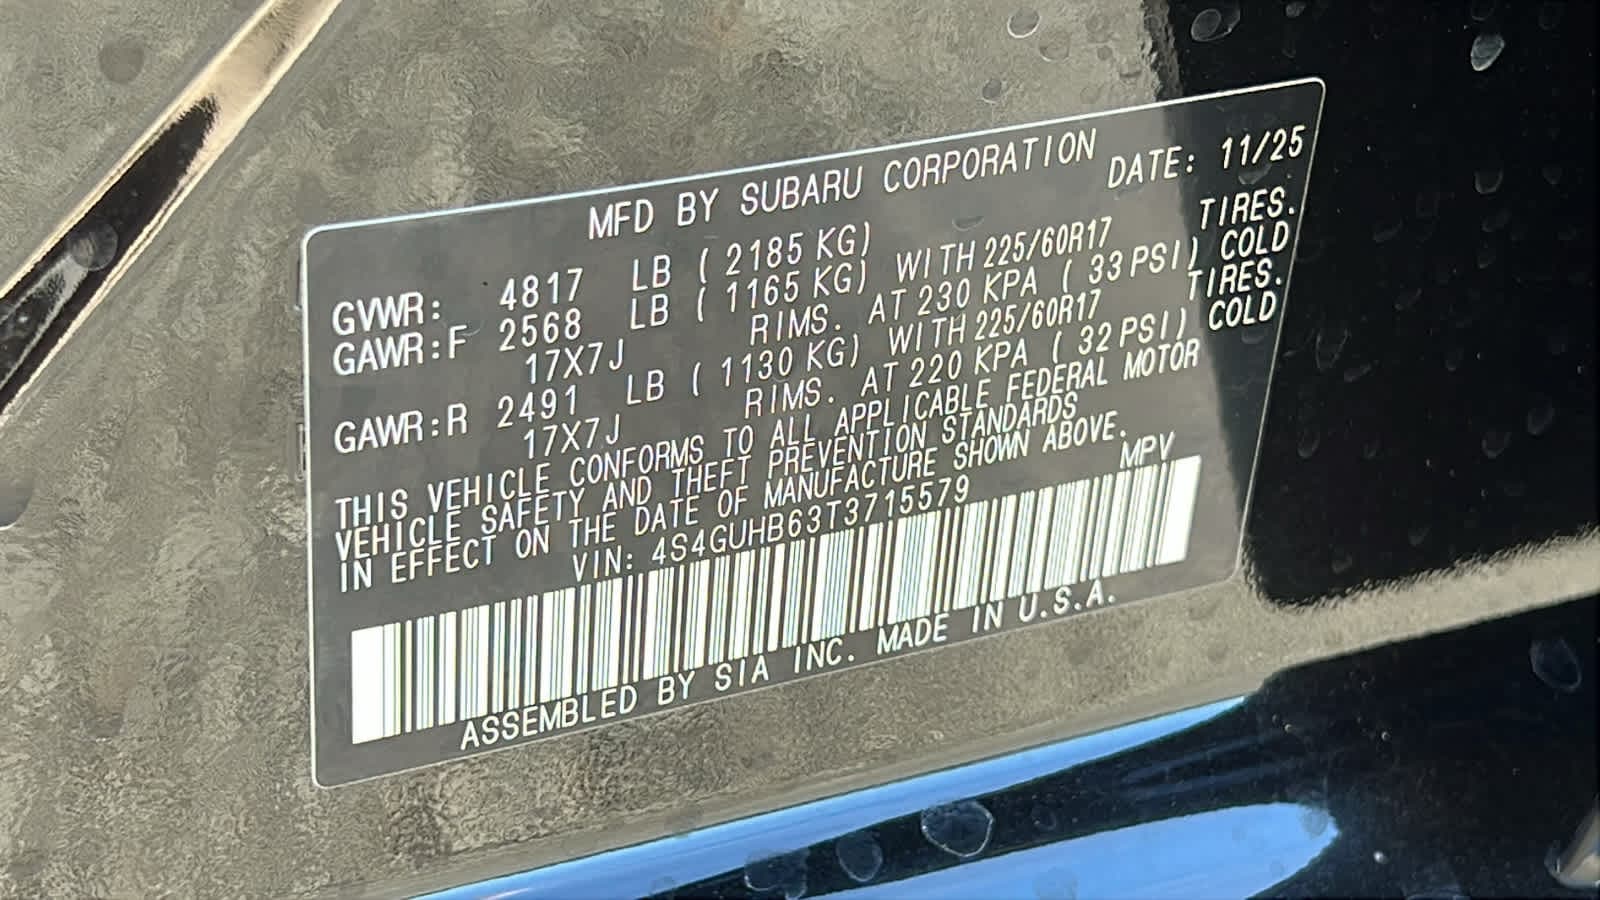 MFD BY SUBARU CORPORATION
DATE: 11/25
GVWR: 4817 LB ( 2185 KG)
GAWR:F 2568 LB ( 1165 KG) WITH 225/60R17 TIRES.
17X7J RIMS. AT 230 KPA ( 33 PSI) COLD
GAWR:R 2491 LB ( 1130 KG) WITH 225/60R17 TIRES.
17X7J RIMS. AT 220 KPA ( 32 PSI) COLD
THIS VEHICLE CONFORMS TO ALL APPLICABLE FEDERAL MOTOR
VEHICLE SAFETY AND THEFT PREVENTION STANDARDS
IN EFFECT ON THE DATE OF MANUFACTURE SHOWN ABOVE.
VIN: 4S4GUHB63T3715579 MPV
ASSEMBLED BY SIA INC. MADE IN U.S.A.